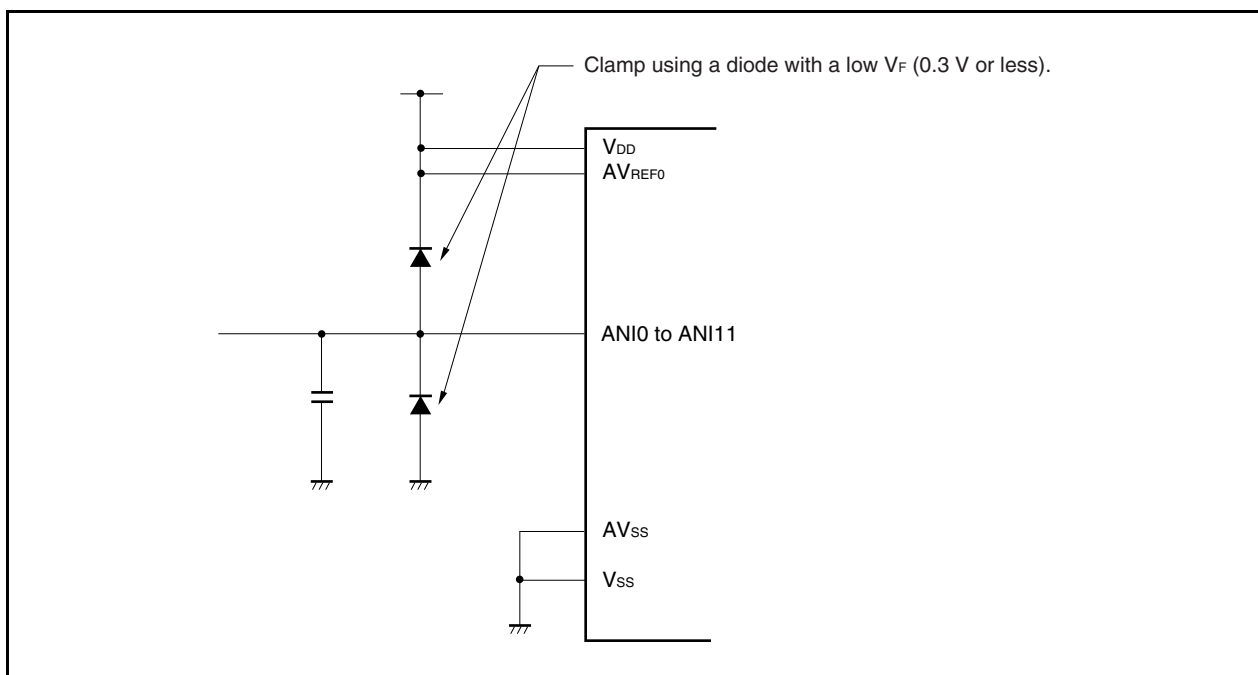 Clamp using a diode with a low VF (0.3 V or less).
VDD
AVREF0
ANI0 to ANI11
AVSS
VSS